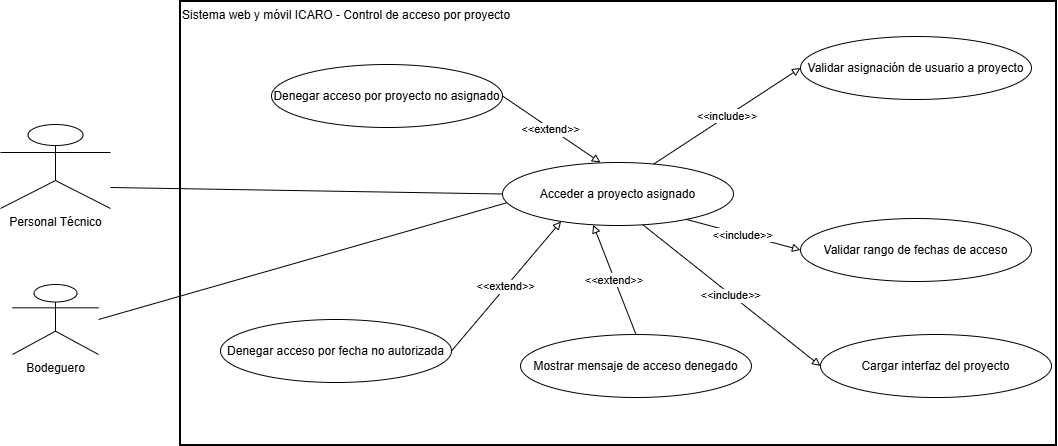 Sistema web y móvil ICARO - Control de acceso por proyecto
Validar asignación de usuario a proyecto
Denegar acceso por proyecto no asignado
<<include>>
<<extend>>
Acceder a proyecto asignado
Personal Técnico
<<include>>
Validar rango de fechas de acceso
<<extend>>
<<extend>>
<<include>>
Denegar acceso por fecha no autorizada
Mostrar mensaje de acceso denegado
Cargar interfaz del proyecto
Bodeguero